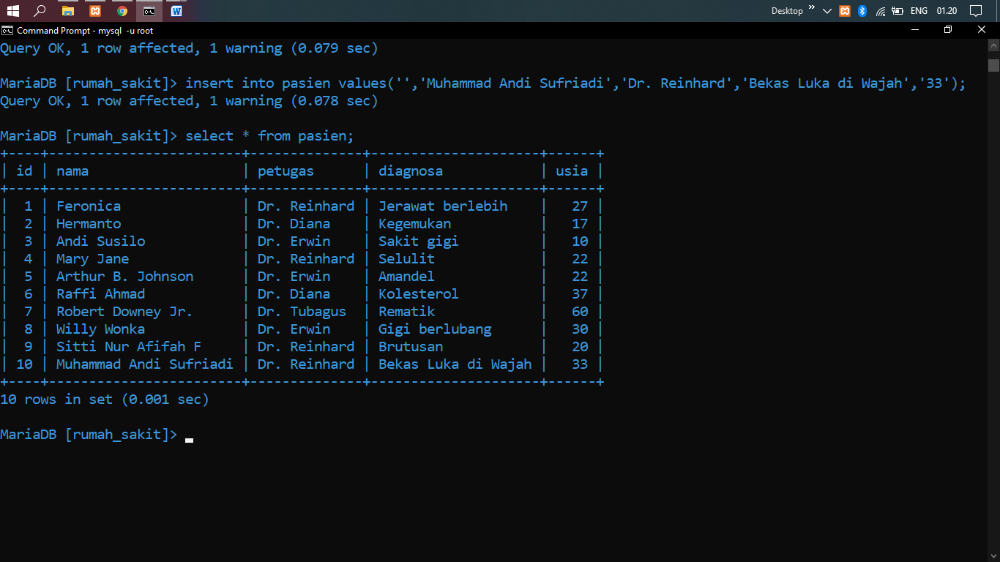 Desktop » ENG 01.20
Command Prompt - mysql -u root
Query OK, 1 row affected, 1 warning (0.079 sec)
MariaDB [rumah_sakit]> insert into pasien values('','Muhammad Andi Sufriadi','Dr. Reinhard','Bekas Luka di Wajah','33');
Query OK, 1 row affected, 1 warning (0.078 sec)
MariaDB [rumah_sakit]> select * from pasien;
+----+------------------------+--------------+---------------------+------+
| id | nama                   | petugas      | diagnosa            | usia |
+----+------------------------+--------------+---------------------+------+
|  1 | Feronica               | Dr. Reinhard | Jerawat berlebih    |   27 |
|  2 | Hermanto               | Dr. Diana    | Kegemukan           |   17 |
|  3 | Andi Susilo            | Dr. Erwin    | Sakit gigi          |   10 |
|  4 | Mary Jane              | Dr. Reinhard | Selulit             |   22 |
|  5 | Arthur B. Johnson      | Dr. Erwin    | Amandel             |   22 |
|  6 | Raffi Ahmad            | Dr. Diana    | Kolesterol          |   37 |
|  7 | Robert Downey Jr.      | Dr. Tubagus  | Rematik             |   60 |
|  8 | Willy Wonka            | Dr. Erwin    | Gigi berlubang      |   30 |
|  9 | Sitti Nur Afifah F     | Dr. Reinhard | Brutusan            |   20 |
| 10 | Muhammad Andi Sufriadi | Dr. Reinhard | Bekas Luka di Wajah |   33 |
+----+------------------------+--------------+---------------------+------+
10 rows in set (0.001 sec)
MariaDB [rumah_sakit]>